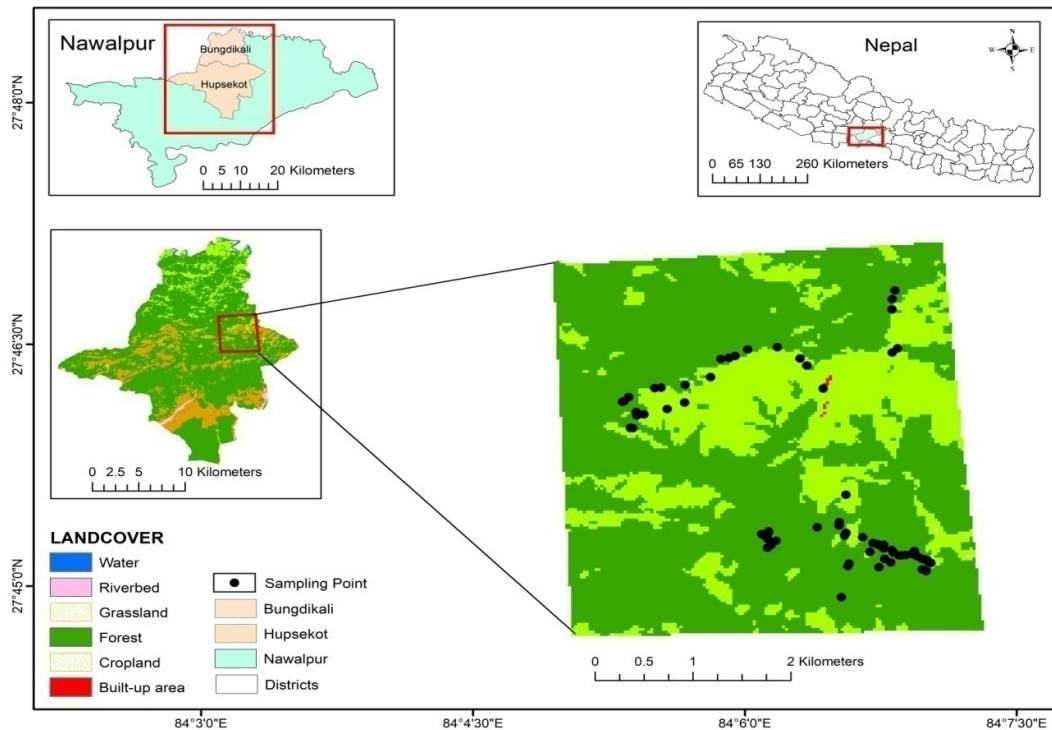 Nawalpur
Bungdikali
Hupsekot
0 5 10 20 Kilometers
Nepal
N
W E
S
0 65 130 260 Kilometers
27°48'0"N
27°46'30"N
27°45'0"N
0 2.5 5 10 Kilometers
LANDCOVER
Water
Riverbed
Grassland
Forest
Cropland
Built-up area
Sampling Point
Bungdikali
Hupsekot
Nawalpur
Districts
0 0.5 1 2 Kilometers
84°3'0"E
84°4'30"E
84°6'0"E
84°7'30"E